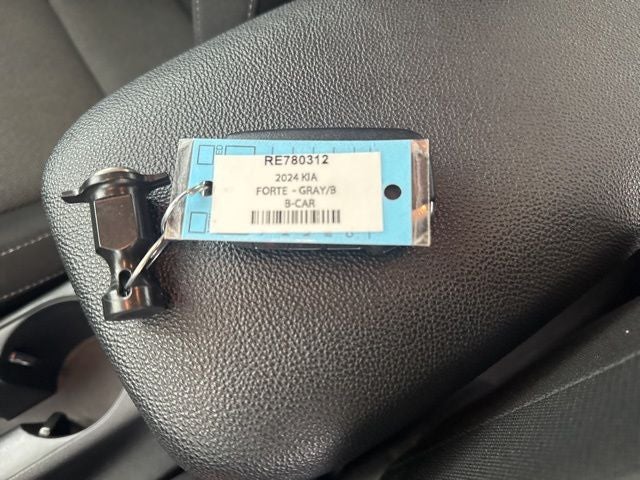 RE780312
2024 KIA
FORTE - GRAY/B
B-CAR